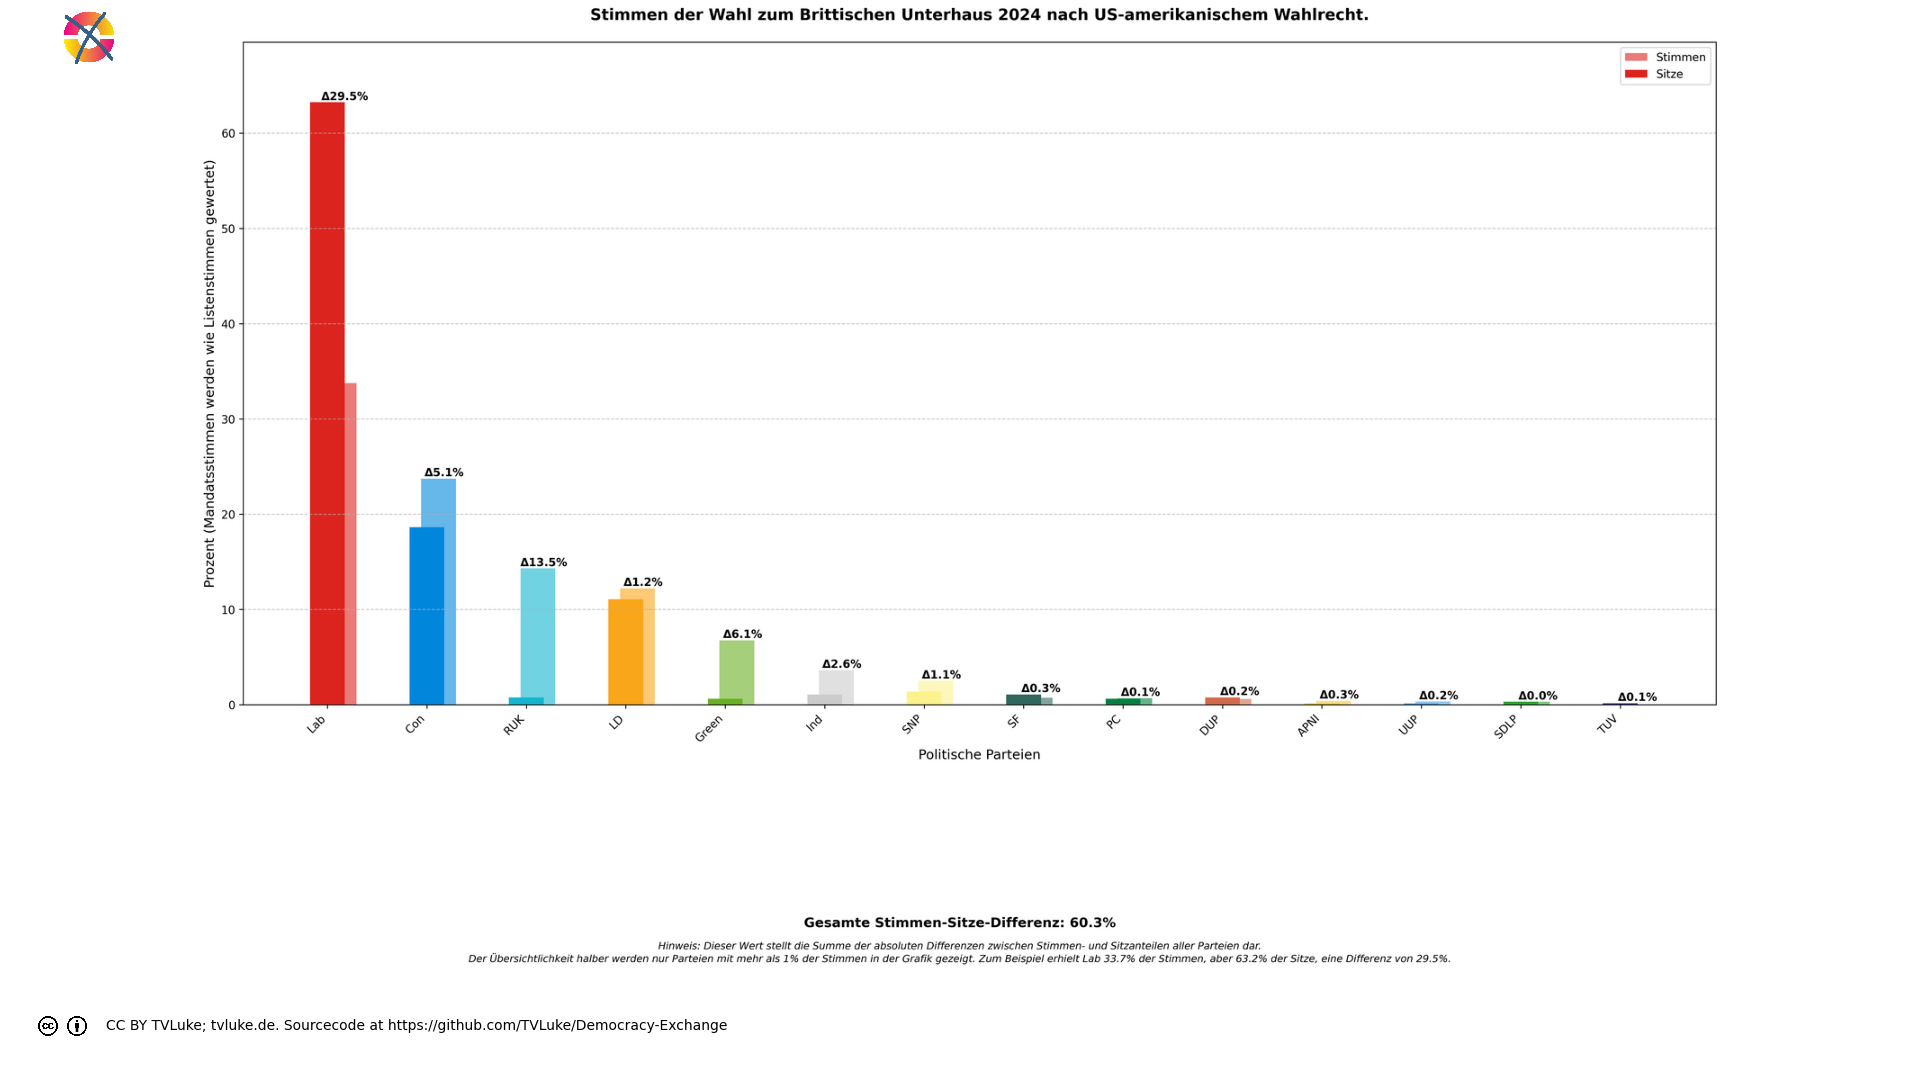 Stimmen der Wahl zum Brittischen Unterhaus 2024 nach US-amerikanischem Wahlrecht.
Stimmen
Sitze
Prozent (Mandatsstimmen werden wie Listenstimmen gewertet)
60
50
40
30
20
10
0
Δ29.5%
Δ5.1%
Δ13.5%
Δ1.2%
Δ6.1%
Δ2.6%
Δ1.1%
Δ0.3%
Δ0.1%
Δ0.2%
Δ0.3%
Δ0.2%
Δ0.0%
Δ0.1%
Lab
Con
RUK
LD
Green
Ind
SNP
SF
PC
DUP
APNI
UUP
SDLP
TUV
Politische Parteien
Gesamte Stimmen-Sitze-Differenz: 60.3%
Hinweis: Dieser Wert stellt die Summe der absoluten Differenzen zwischen Stimmen- und Sitzanteilen aller Parteien dar.
Der Übersichtlichkeit halber werden nur Parteien mit mehr als 1% der Stimmen in der Grafik gezeigt. Zum Beispiel erhielt Lab 33.7% der Stimmen, aber 63.2% der Sitze, eine Differenz von 29.5%.
cc
CC BY TVLuke; tvluke.de. Sourcecode at https://github.com/TVLuke/Democracy-Exchange